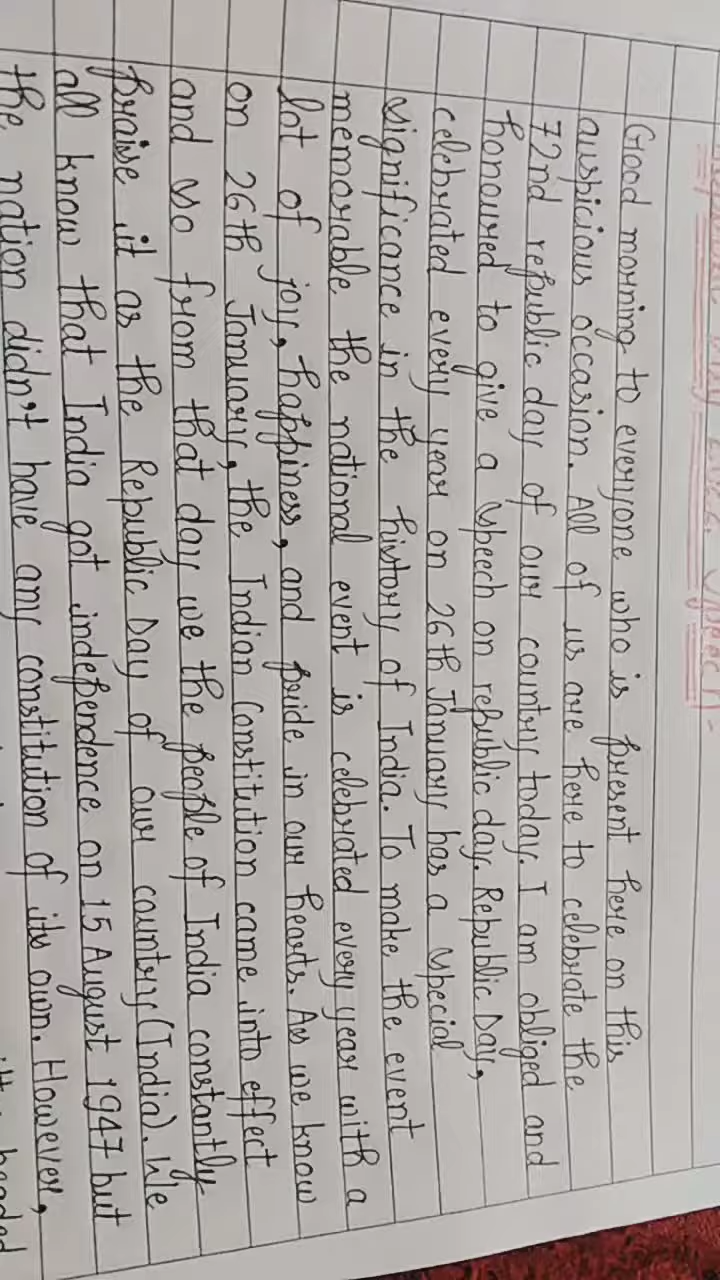 Speech:-
Good morning to everyone who is present here on this
auspicious occasion. All of us are here to celebrate the
72nd republic day of our country today. I am obliged and
honoured to give a speech on republic day. Republic Day,
celebrated every year on 26th January has a special
significance in the history of India. To make the event
memorable the national event is celebrated every year with a
lot of joy, happiness, and pride in our hearts. As we know
on 26th January, the Indian Constitution came into effect
and so from that day we the people of India constantly
praise it as the Republic Day of our country (India). We
all know that India got independence on 15 August 1947 but
the nation didn't have any constitution of its own. However,
headed